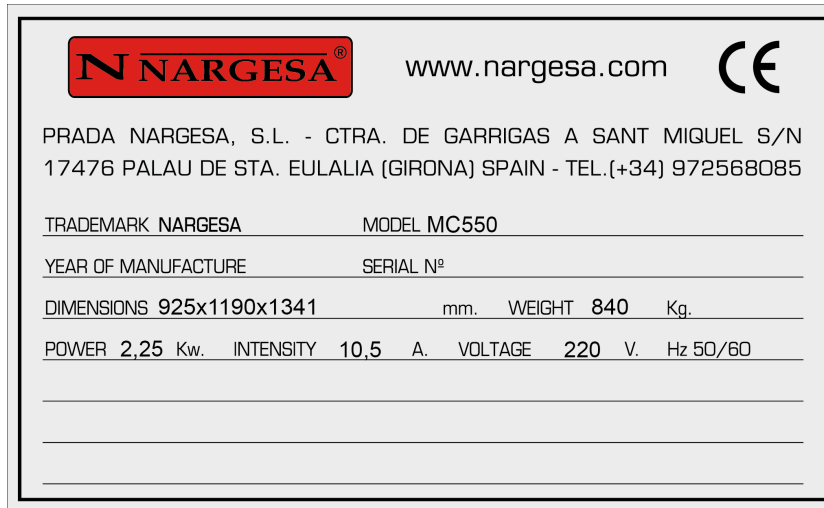 N NARGESA® www.nargesa.com CE
PRADA NARGESA, S.L. - CTRA. DE GARRIGAS A SANT MIQUEL S/N
17476 PALAU DE STA. EULALIA (GIRONA) SPAIN - TEL.(+34) 972568085
TRADEMARK NARGESA MODEL MC550
YEAR OF MANUFACTURE SERIAL Nº
DIMENSIONS 925x1190x1341 mm. WEIGHT 840 Kg.
POWER 2,25 Kw. INTENSITY 10,5 A. VOLTAGE 220 V. Hz 50/60